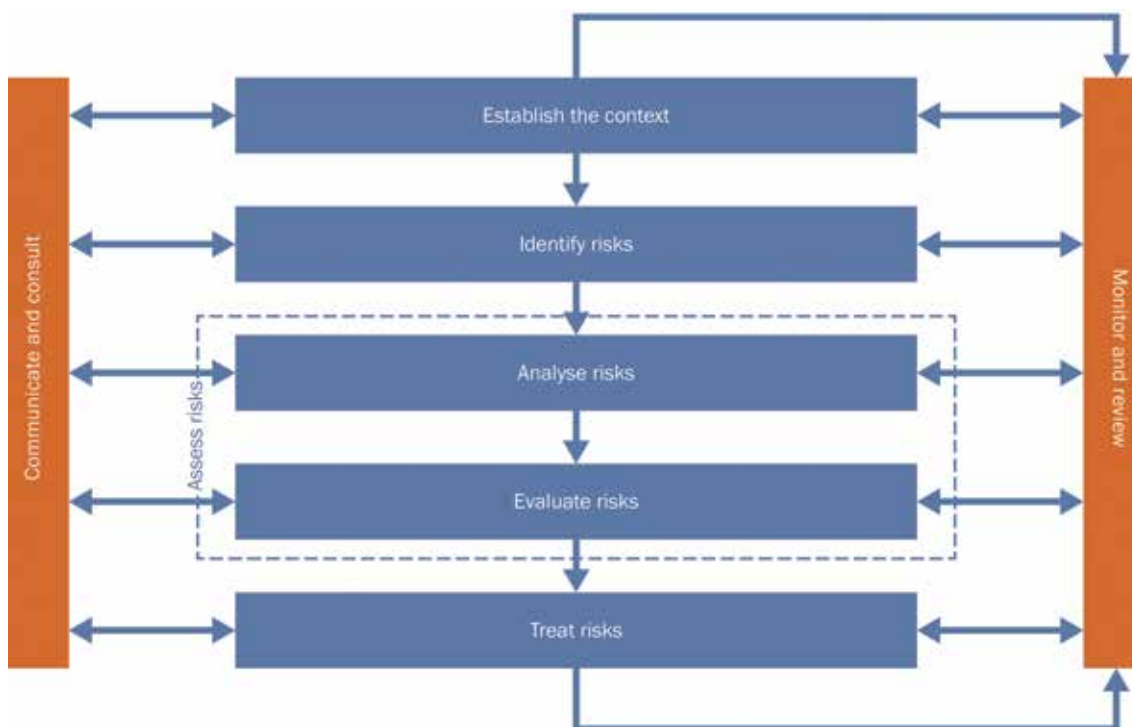 Establish the context
Identify risks
Analyse risks
Evaluate risks
Treat risks
Assess risks
Communicate and consult
Monitor and review